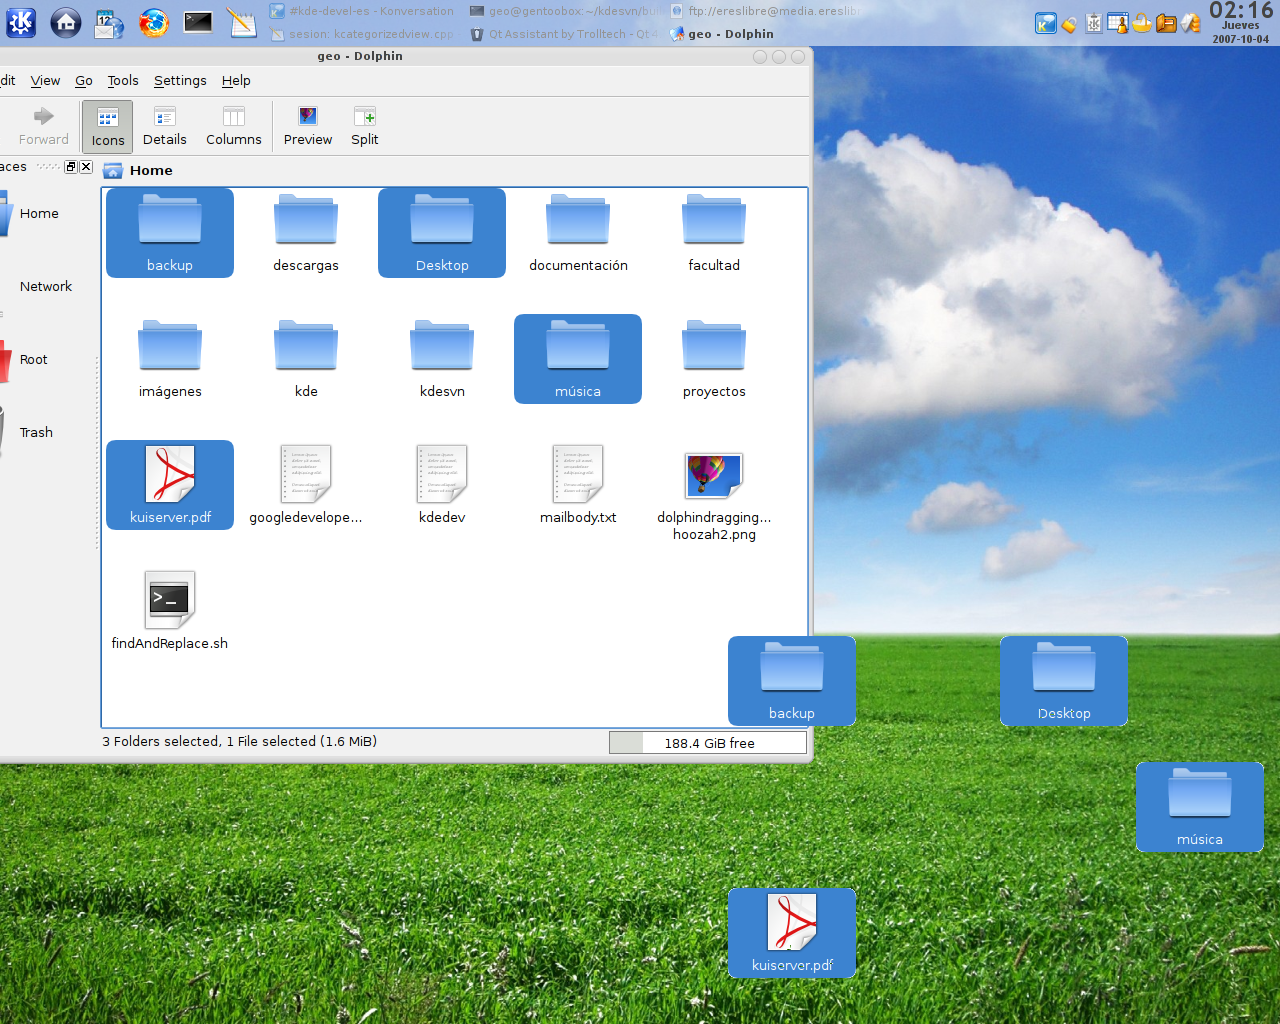 #kde-devel-es - Konversation
geo@gentoobox:~/kdesvn/bui
ftp://ereslibre@media.ereslibr
02:16
sesion: kcategorizedview.cpp
Qt Assistant by Trolltech - Qt 4
geo - Dolphin
Jueves
2007-10-04
12
geo - Dolphin
dit View Go Tools Settings Help
Forward Icons Details Columns Preview Split
aces
Home
Home
Network
Root
Trash
backup descargas Desktop documentación facultad
imágenes kde kdesvn música proyectos
kuiserver.pdf googledevelope... kdedev mailbody.txt dolphindragging...
hoozah2.png
>_
findAndReplace.sh
3 Folders selected, 1 File selected (1.6 MiB)
188.4 GiB free
backup
Desktop
música
kuiserver.pdf